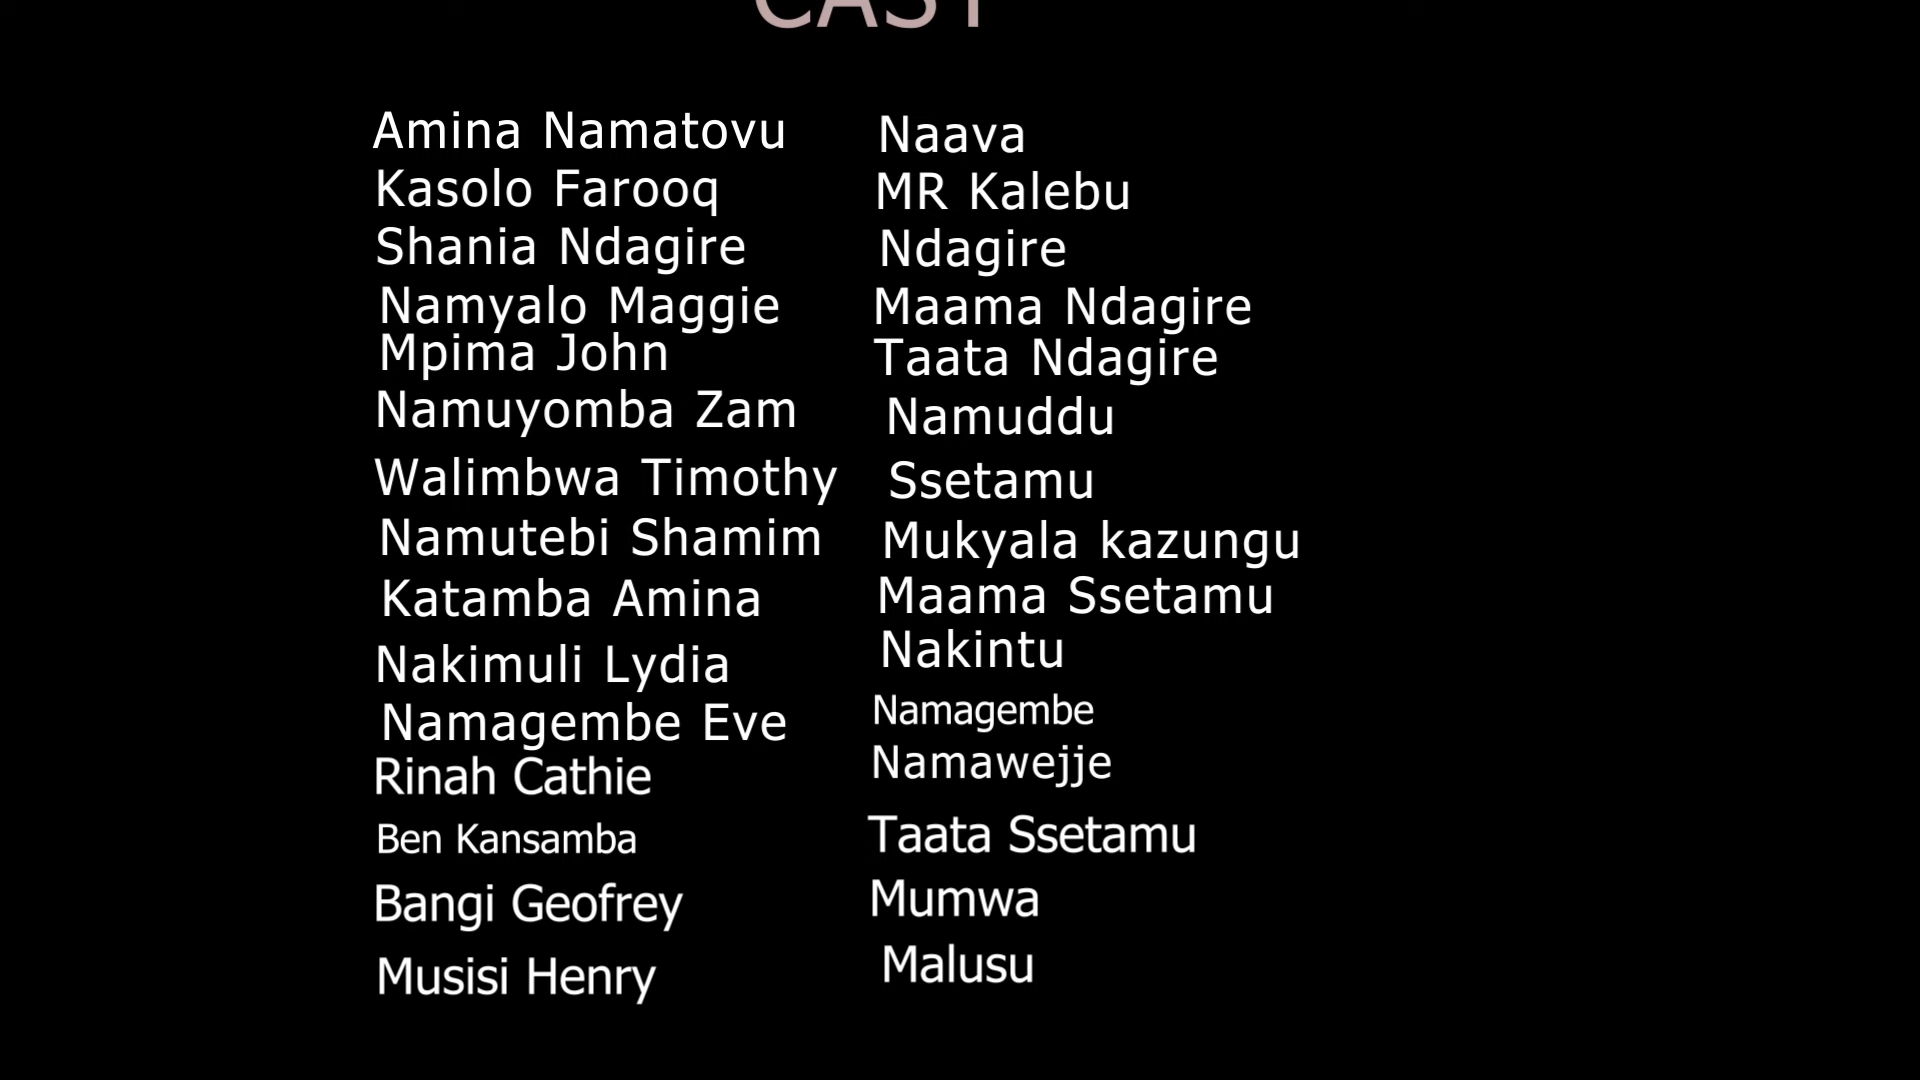 CAST
Amina Namatovu Naava
Kasolo Farooq MR Kalebu
Shania Ndagire Ndagire
Namyalo Maggie Maama Ndagire
Mpima John Taata Ndagire
Namuyomba Zam Namuddu
Walimbwa Timothy Ssetamu
Namutebi Shamim Mukyala kazungu
Katamba Amina Maama Ssetamu
Nakimuli Lydia Nakintu
Namagembe Eve Namagembe
Rinah Cathie Namawejje
Ben Kansamba Taata Ssetamu
Bangi Geofrey Mumwa
Musisi Henry Malusu